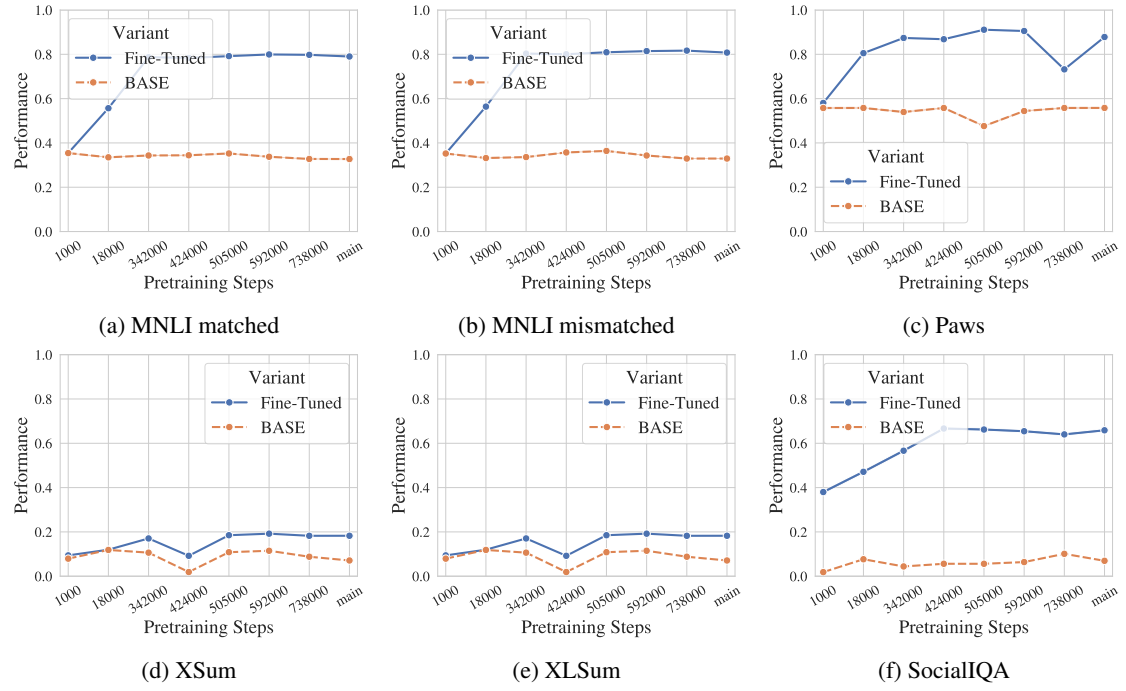 1.0
0.8
0.6
0.4
0.2
0.0
Performance
Variant
Fine-Tuned
BASE
1000
18000
342000
424000
505000
592000
738000
main
Pretraining Steps
(a) MNLI matched
1.0
0.8
0.6
0.4
0.2
0.0
Performance
Variant
Fine-Tuned
BASE
1000
18000
342000
424000
505000
592000
738000
main
Pretraining Steps
(b) MNLI mismatched
1.0
0.8
0.6
0.4
0.2
0.0
Performance
Variant
Fine-Tuned
BASE
1000
18000
342000
424000
505000
592000
738000
main
Pretraining Steps
(c) Paws
1.0
0.8
0.6
0.4
0.2
0.0
Performance
Variant
Fine-Tuned
BASE
1000
18000
342000
424000
505000
592000
738000
main
Pretraining Steps
(d) XSum
1.0
0.8
0.6
0.4
0.2
0.0
Performance
Variant
Fine-Tuned
BASE
1000
18000
342000
424000
505000
592000
738000
main
Pretraining Steps
(e) XLSum
1.0
0.8
0.6
0.4
0.2
0.0
Performance
Variant
Fine-Tuned
BASE
1000
18000
342000
424000
505000
592000
738000
main
Pretraining Steps
(f) SocialIQA